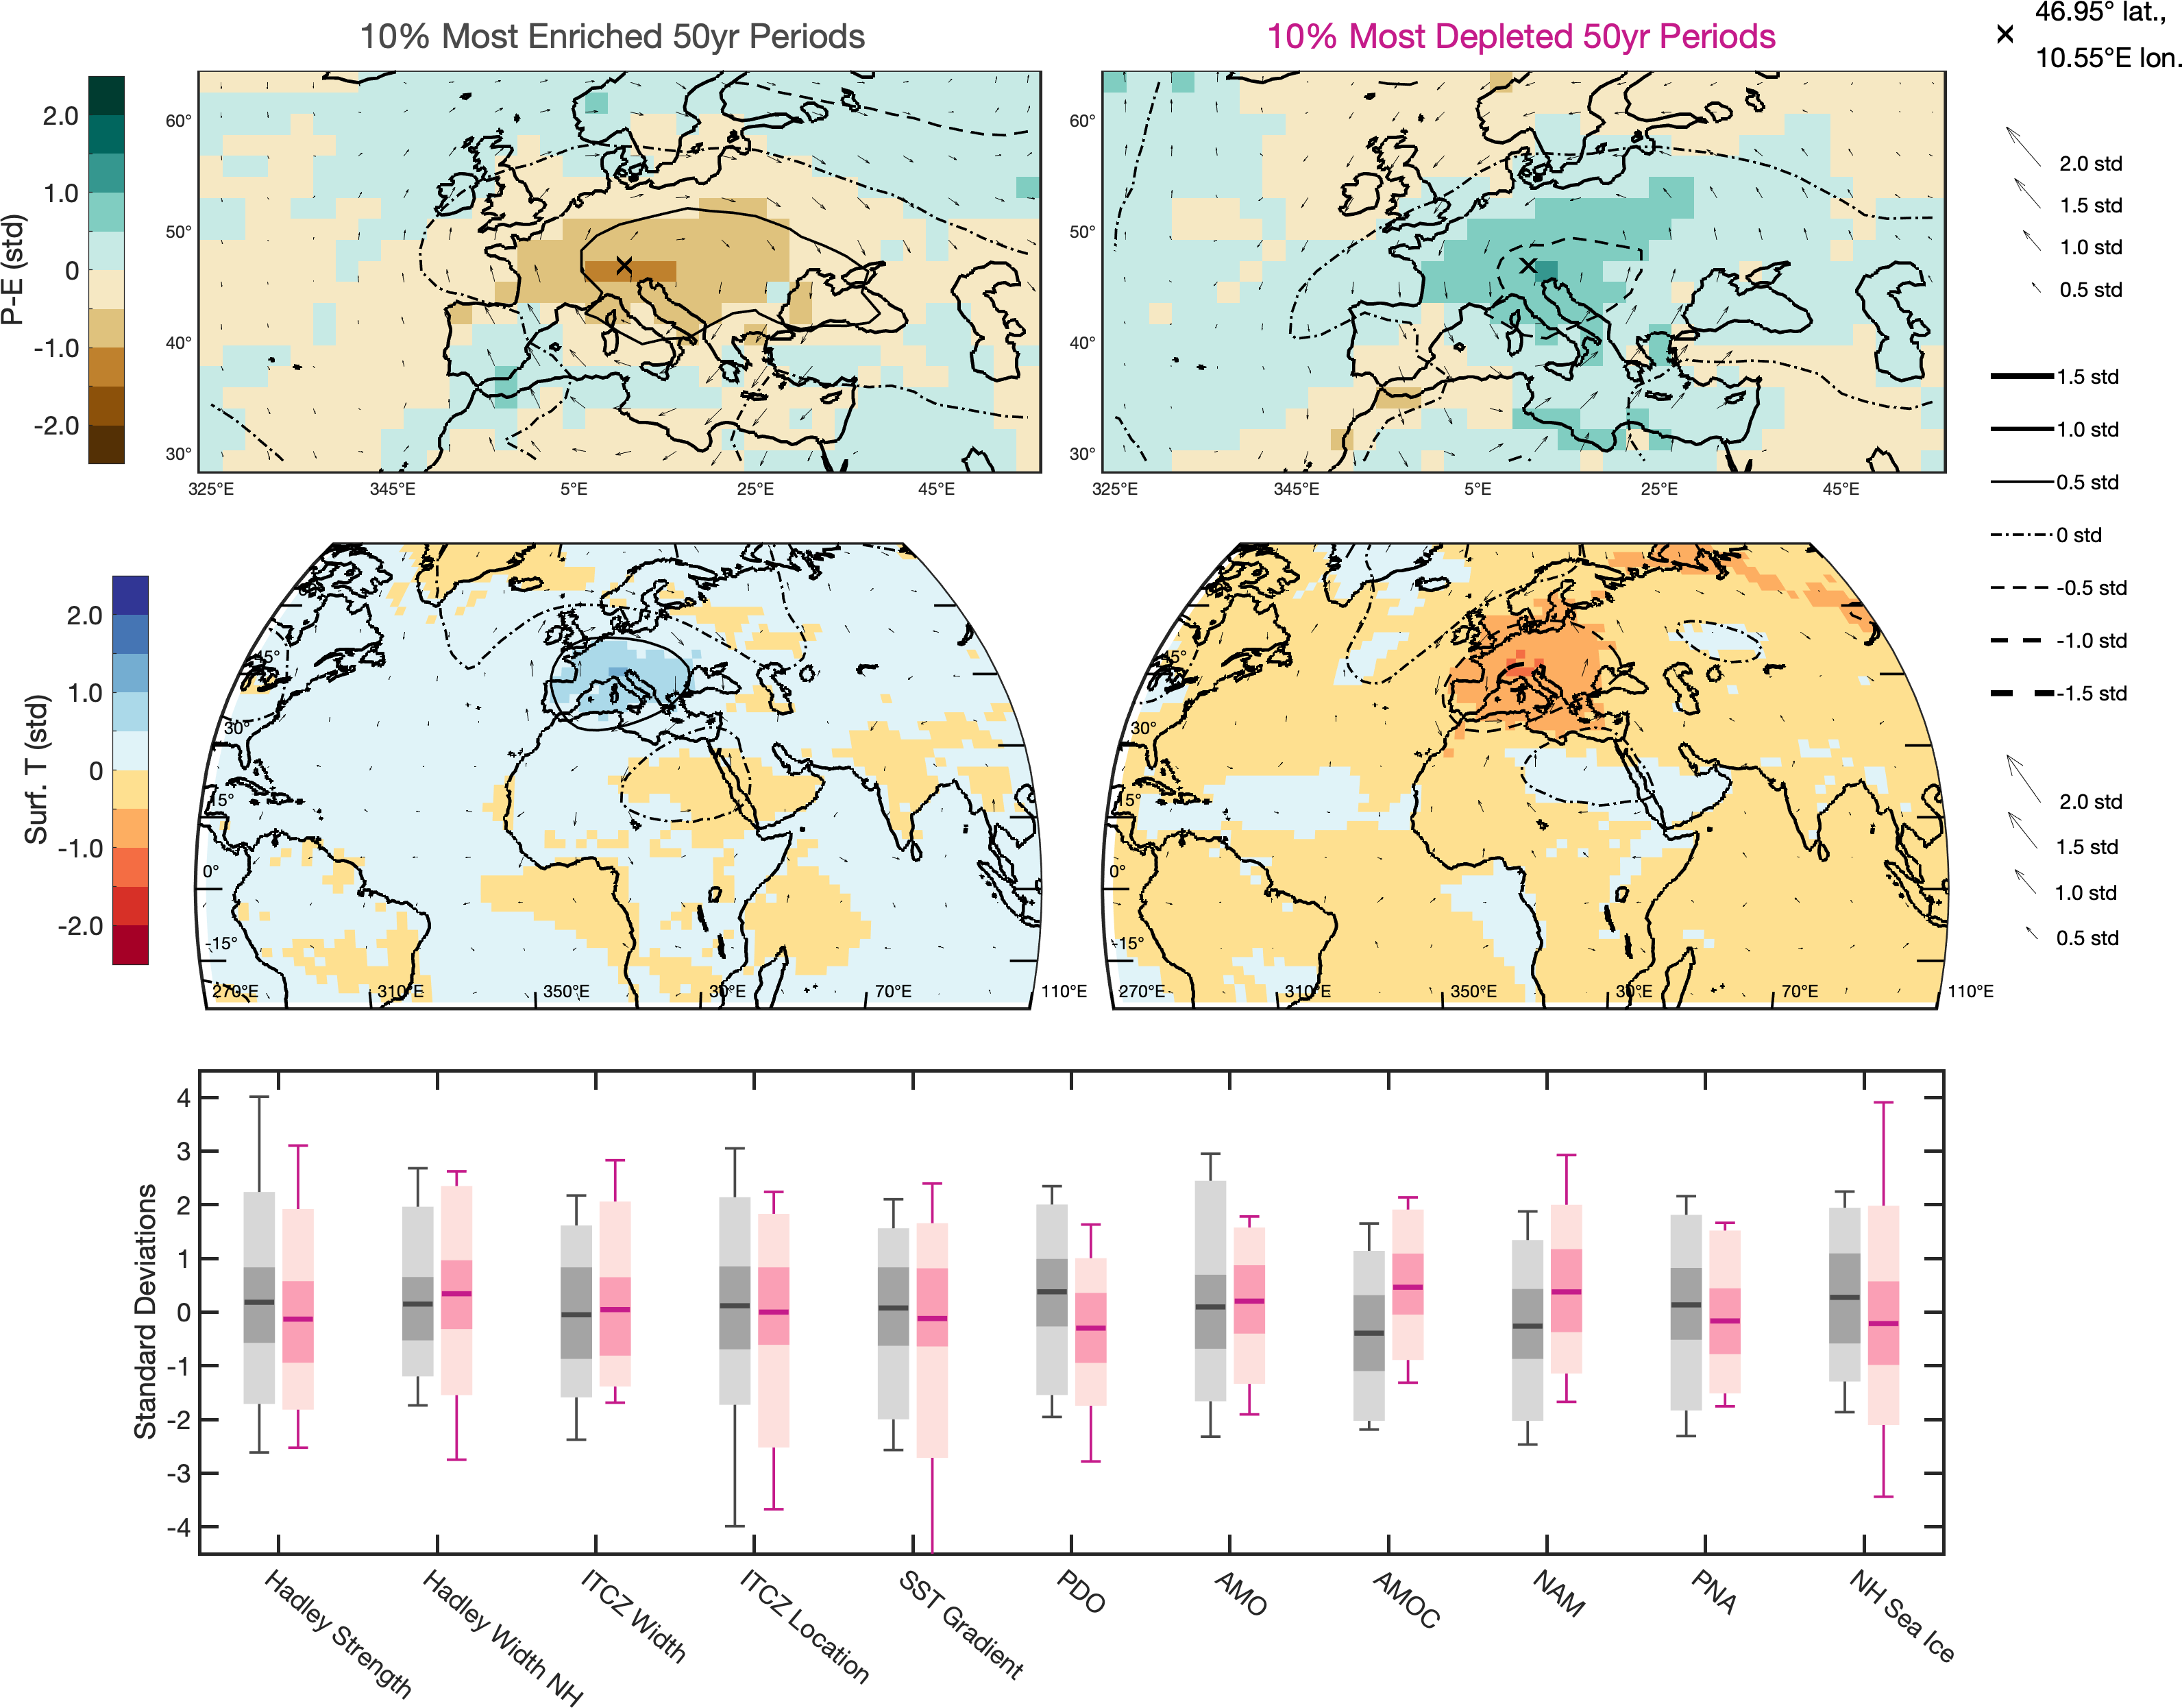 10% Most Enriched 50yr Periods
10% Most Depleted 50yr Periods
46.95° lat.,
10.55°E lon.
P-E (std)
2.0
1.0
0
-1.0
-2.0
60°
50°
40°
30°
325°E
345°E
5°E
25°E
45°E
60°
50°
40°
30°
325°E
345°E
5°E
25°E
45°E
2.0 std
1.5 std
1.0 std
0.5 std
1.5 std
1.0 std
0.5 std
0 std
-0.5 std
-1.0 std
-1.5 std
2.0 std
1.5 std
1.0 std
0.5 std
Surf. T (std)
2.0
1.0
0
-1.0
-2.0
45°
30°
15°
0°
-15°
270°E
310°E
350°E
30°E
70°E
110°E
45°
30°
15°
0°
-15°
270°E
310°E
350°E
30°E
70°E
110°E
Standard Deviations
4
3
2
1
0
-1
-2
-3
-4
Hadley Strength
Hadley Width NH
ITCZ Width
ITCZ Location
SST Gradient
PDO
AMO
AMOC
NAM
PNA
NH Sea Ice